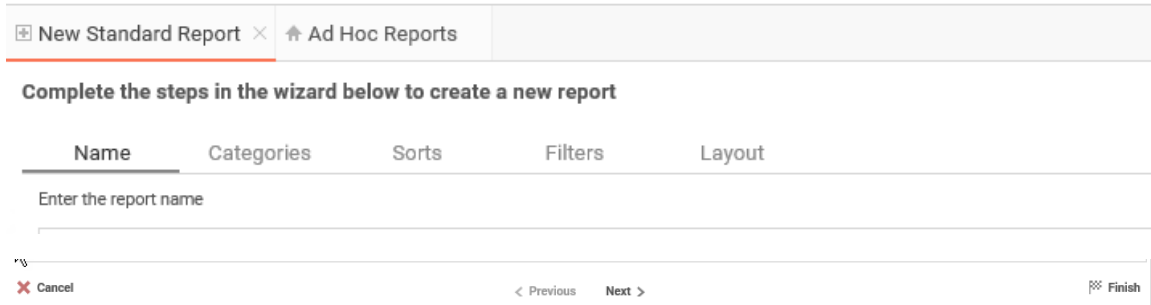 New Standard Report Ad Hoc Reports
Complete the steps in the wizard below to create a new report
Name Categories Sorts Filters Layout
Enter the report name
Cancel < Previous Next > Finish